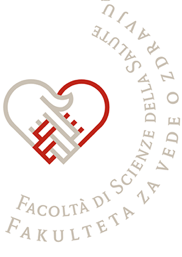 FACOLTÀ DI SCIENZE DELLA SALUTE
FAKULTETA ZA VEDE O ZDRAVJU